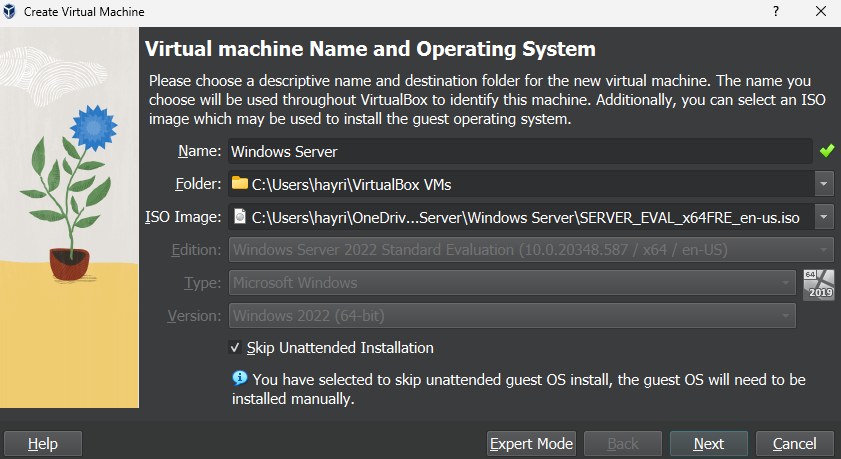 Create Virtual Machine
?
Virtual machine Name and Operating System
Please choose a descriptive name and destination folder for the new virtual machine. The name you
choose will be used throughout VirtualBox to identify this machine. Additionally, you can select an ISO
image which may be used to install the guest operating system.
Name: Windows Server
Folder: C:\Users\hayri\VirtualBox VMs
ISO Image: C:\Users\hayri\OneDriv...Server\Windows Server\SERVER_EVAL_x64FRE_en-us.iso
Edition: Windows Server 2022 Standard Evaluation (10.0.20348.587 / x64 / en-US)
Type: Microsoft Windows
64
2019
Version: Windows 2022 (64-bit)
Skip Unattended Installation
You have selected to skip unattended guest OS install, the guest OS will need to be
installed manually.
Help Expert Mode Back Next Cancel